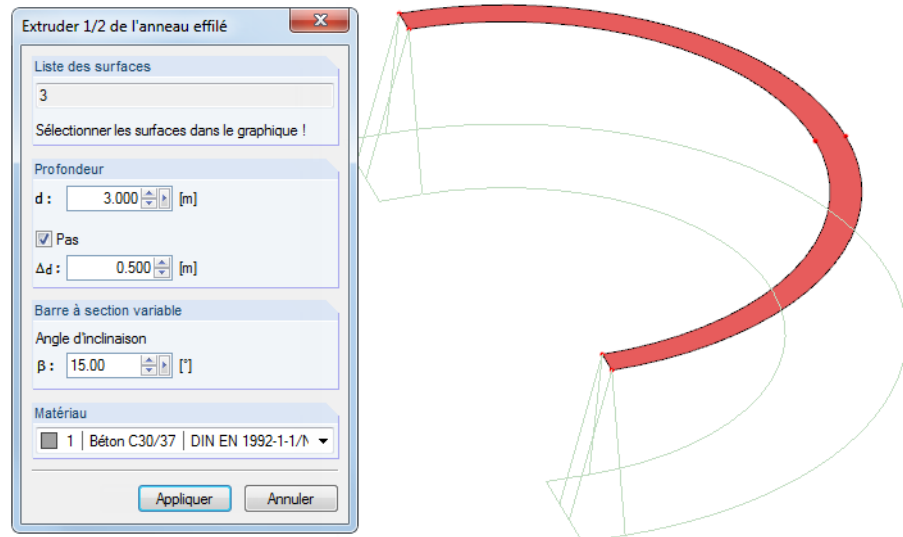 Extruder 1/2 de l'anneau effilé
Liste des surfaces
3
Sélectionner les surfaces dans le graphique !
Profondeur
d : 3.000 [m]
Pas
Δd : 0.500 [m]
Barre à section variable
Angle d'inclinaison
β : 15.00 [°]
Matériau
1 | Béton C30/37 | DIN EN 1992-1-1/N
Appliquer Annuler